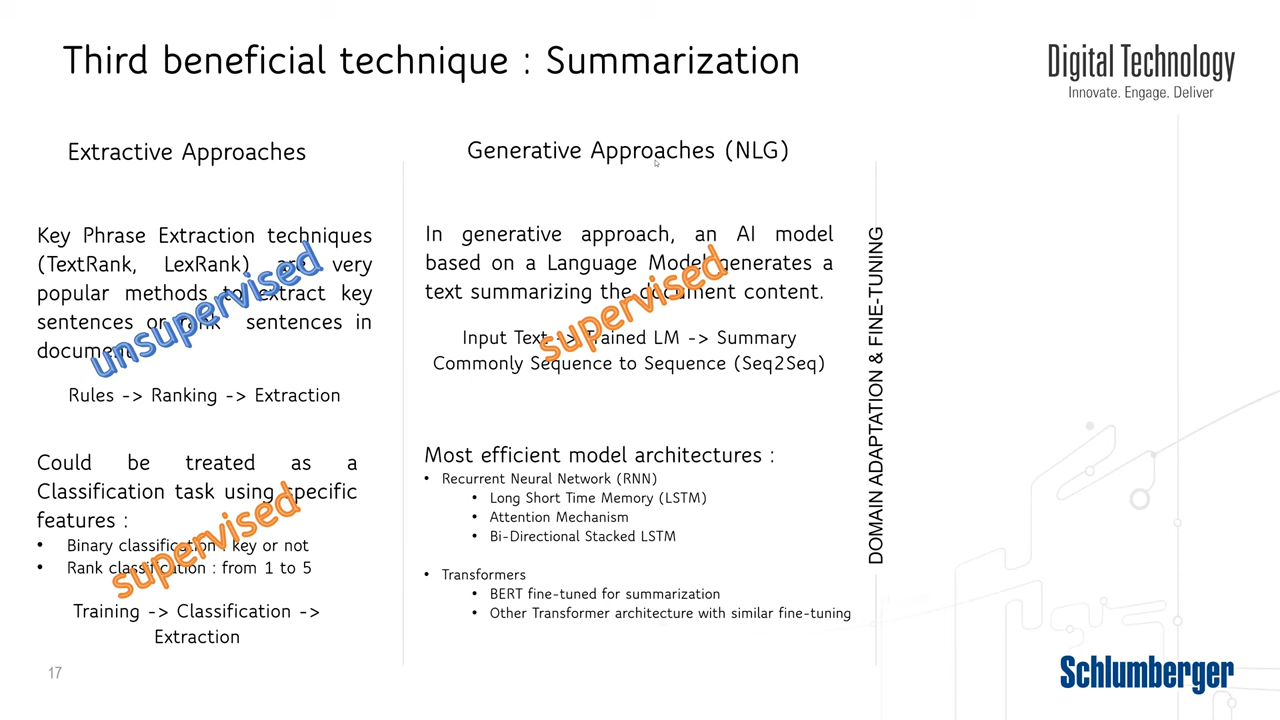 Third beneficial technique : Summarization
Digital Technology
Innovate. Engage. Deliver
Extractive Approaches
Key Phrase Extraction techniques
(TextRank, LexRank) are very
popular methods to extract key
sentences or rank sentences in
document.
unsupervised
Rules -> Ranking -> Extraction
Could be treated as a
Classification task using specific
features :
• Binary classification : key or not
• Rank classification : from 1 to 5
supervised
Training -> Classification ->
Extraction
Generative Approaches (NLG)
In generative approach, an AI model
based on a Language Model generates a
text summarizing the document content.
supervised
Input Text -> Trained LM -> Summary
Commonly Sequence to Sequence (Seq2Seq)
Most efficient model architectures :
• Recurrent Neural Network (RNN)
• Long Short Time Memory (LSTM)
• Attention Mechanism
• Bi-Directional Stacked LSTM
• Transformers
• BERT fine-tuned for summarization
• Other Transformer architecture with similar fine-tuning
DOMAIN ADAPTATION & FINE-TUNING
17
Schlumberger